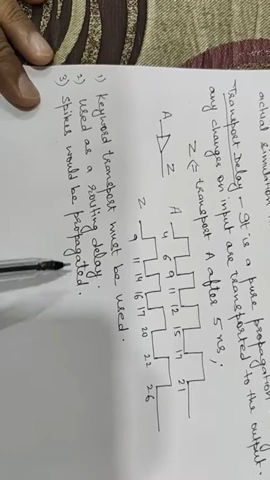 actual simulation
Transport Delay - It is a pure propagation
any changes on input are transported to the output.
Z <= transport A after 5 ns;
A
Z
A
4 6 9 11 12 15 17 21
Z
9 11 14 16 17 20 22 26
1) Keyword transport must be used.
2) Used as a routing delay.
3) Spikes would be propagated.